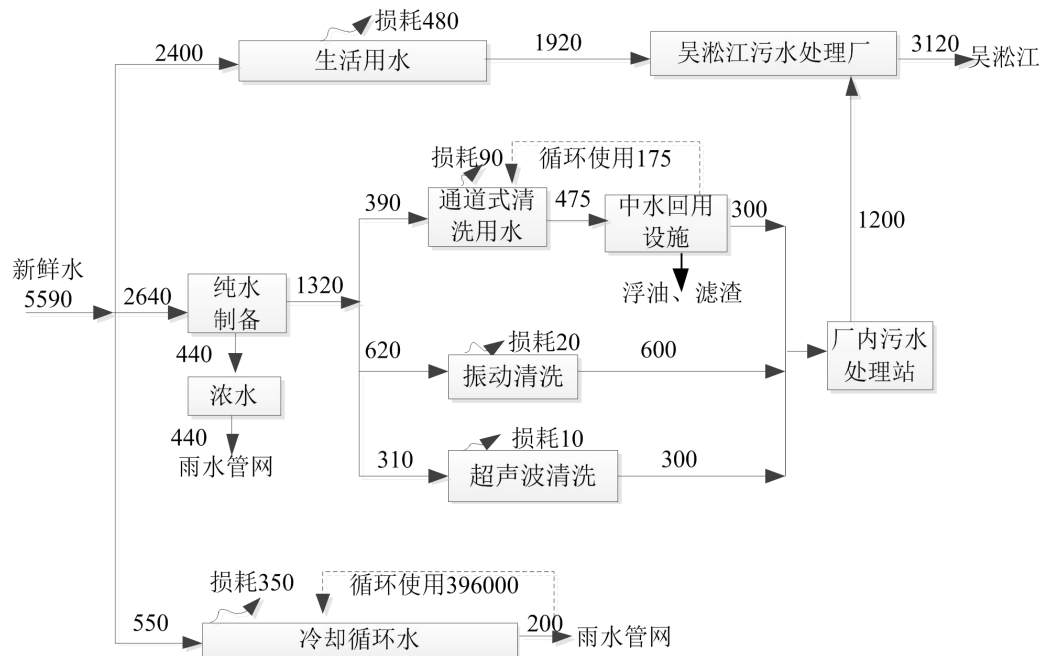 损耗480
2400
生活用水
1920
吴淞江污水处理厂
3120
吴淞江
损耗90
循环使用175
390
通道式清
洗用水
475
中水回用
设施
300
1200
新鲜水
5590
2640
纯水
制备
1320
浮油、滤渣
440
浓水
440
雨水管网
620
损耗20
振动清洗
600
厂内污水
处理站
310
损耗10
超声波清洗
300
损耗350
循环使用396000
550
冷却循环水
200
雨水管网